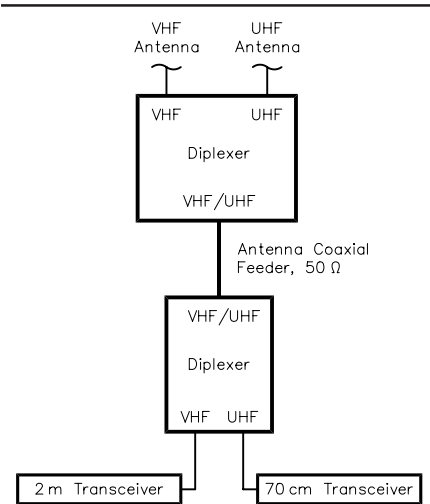 VHF Antenna
UHF Antenna
VHF UHF
Diplexer
VHF/UHF
Antenna Coaxial
Feeder, 50 Ω
VHF/UHF
Diplexer
VHF UHF
2 m Transceiver
70 cm Transceiver